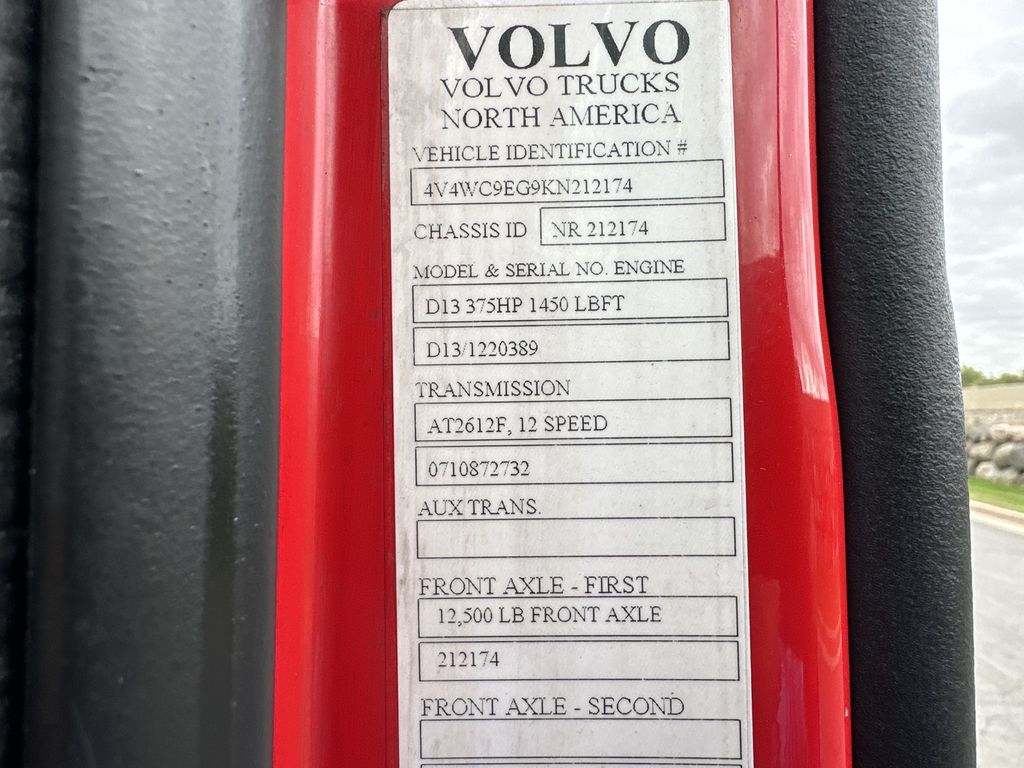 VOLVO
VOLVO TRUCKS
NORTH AMERICA
VEHICLE IDENTIFICATION #
4V4WC9EG9KN212174
CHASSIS ID NR 212174
MODEL & SERIAL NO. ENGINE
D13 375HP 1450 LBFT
D13/1220389
TRANSMISSION
AT2612F, 12 SPEED
0710872732
AUX TRANS.
FRONT AXLE - FIRST
12,500 LB FRONT AXLE
212174
FRONT AXLE - SECOND